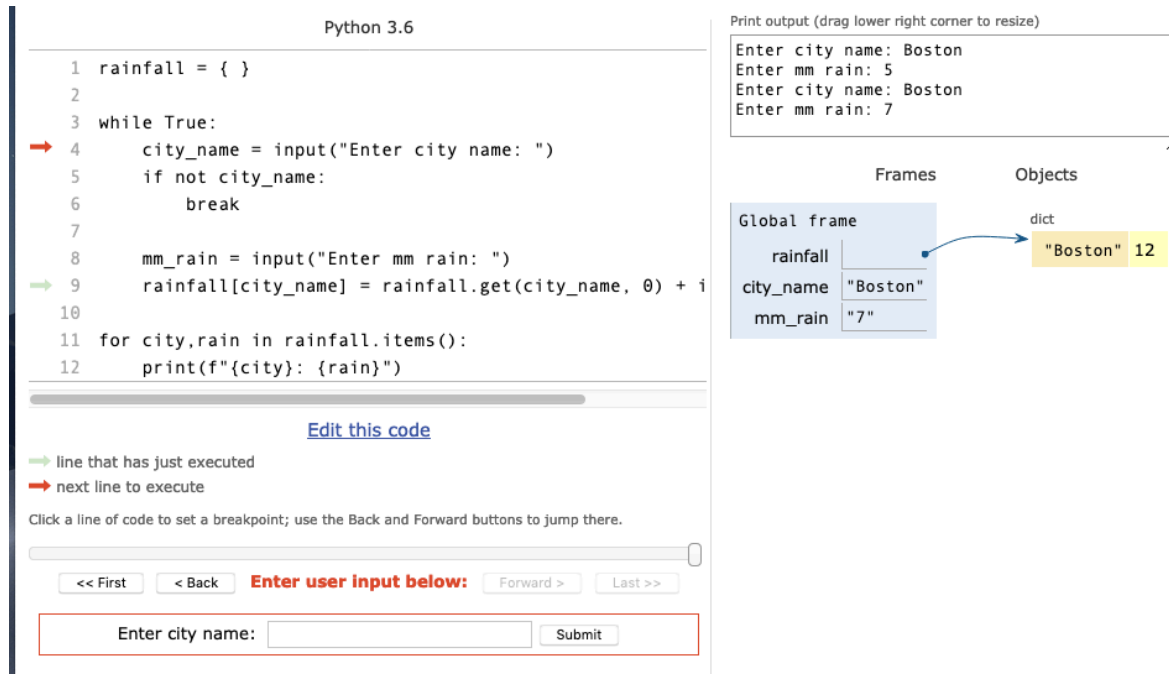 Python 3.6
1 rainfall = { }
2
3 while True:
4     city_name = input("Enter city name: ")
5     if not city_name:
6         break
7
8     mm_rain = input("Enter mm rain: ")
9     rainfall[city_name] = rainfall.get(city_name, 0) + i
10
11 for city,rain in rainfall.items():
12     print(f"{city}: {rain}")
Edit this code
line that has just executed
next line to execute
Click a line of code to set a breakpoint; use the Back and Forward buttons to jump there.
<< First
< Back
Enter user input below:
Forward >
Last >>
Enter city name:
Submit
Print output (drag lower right corner to resize)
Enter city name: Boston
Enter mm rain: 5
Enter city name: Boston
Enter mm rain: 7
Frames
Objects
Global frame
rainfall
city_name "Boston"
mm_rain "7"
dict
"Boston" 12